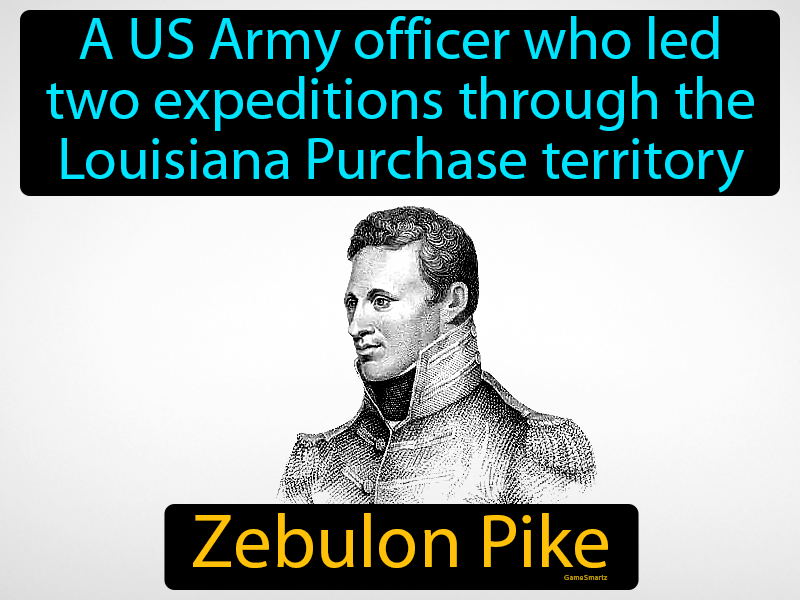 A US Army officer who led
two expeditions through the
Louisiana Purchase territory
Zebulon Pike
GameSmartz